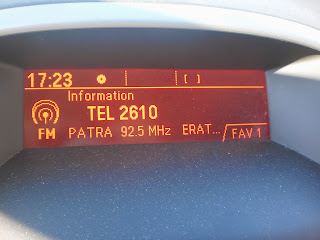 17:23 [ ]
Information
TEL 2610
FM PATRA 92.5 MHz ERAT... FAV 1